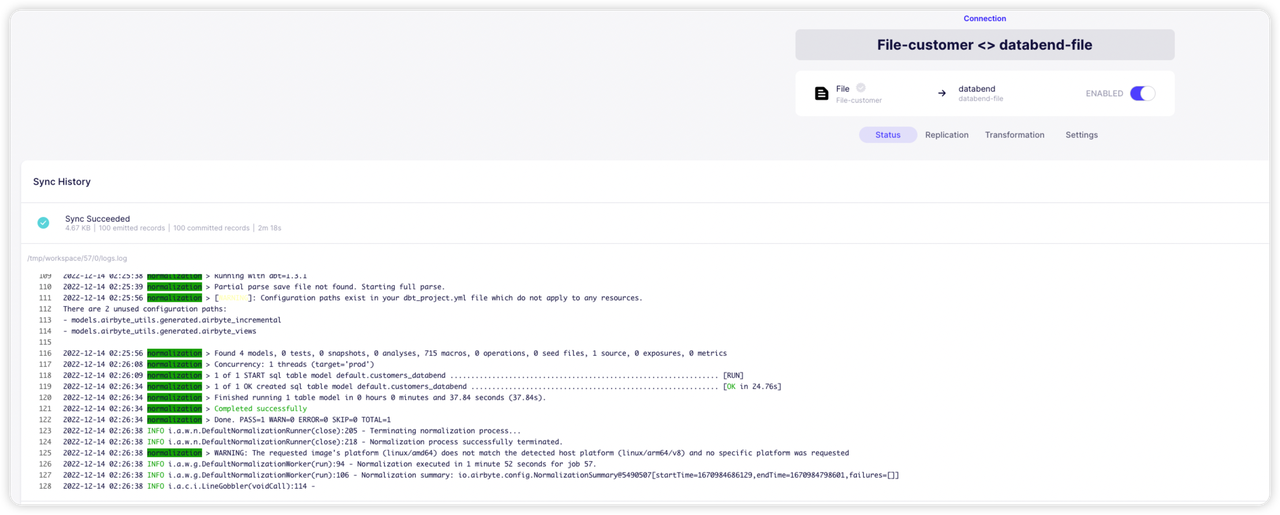 Connection
File-customer <> databend-file
File
File-customer
→
databend
databend-file
ENABLED
Status Replication Transformation Settings
Sync History
Sync Succeeded
4.67 KB | 100 emitted records | 100 committed records | 2m 18s
/tmp/workspace/57/0/logs.log
109 2022-12-14 02:25:38 normalization > Running with dbt=1.3.1
110 2022-12-14 02:25:39 normalization > Partial parse save file not found. Starting full parse.
111 2022-12-14 02:25:56 normalization > [ ]: Configuration paths exist in your dbt_project.yml file which do not apply to any resources.
112 There are 2 unused configuration paths:
113 - models.airbyte_utils.generated.airbyte_incremental
114 - models.airbyte_utils.generated.airbyte_views
115
116 2022-12-14 02:25:56 normalization > Found 4 models, 0 tests, 0 snapshots, 0 analyses, 715 macros, 0 operations, 0 seed files, 1 source, 0 exposures, 0 metrics
117 2022-12-14 02:26:08 normalization > Concurrency: 1 threads (target='prod')
118 2022-12-14 02:26:09 normalization > 1 of 1 START sql table model default.customers_databend ............................................................. [RUN]
119 2022-12-14 02:26:34 normalization > 1 of 1 OK created sql table model default.customers_databend ........................................................ [OK in 24.76s]
120 2022-12-14 02:26:34 normalization > Finished running 1 table model in 0 hours 0 minutes and 37.84 seconds (37.84s).
121 2022-12-14 02:26:34 normalization > Completed successfully
122 2022-12-14 02:26:34 normalization > Done. PASS=1 WARN=0 ERROR=0 SKIP=0 TOTAL=1
123 2022-12-14 02:26:38 INFO i.a.w.n.DefaultNormalizationRunner(close):205 - Terminating normalization process...
124 2022-12-14 02:26:38 INFO i.a.w.n.DefaultNormalizationRunner(close):218 - Normalization process successfully terminated.
125 2022-12-14 02:26:38 normalization > WARNING: The requested image's platform (linux/amd64) does not match the detected host platform (linux/arm64/v8) and no specific platform was requested
126 2022-12-14 02:26:38 INFO i.a.w.g.DefaultNormalizationWorker(run):94 - Normalization executed in 1 minute 52 seconds for job 57.
127 2022-12-14 02:26:38 INFO i.a.w.g.DefaultNormalizationWorker(run):106 - Normalization summary: io.airbyte.config.NormalizationSummary@5490507[startTime=1670984686129,endTime=1670984798601,failures=[]]
128 2022-12-14 02:26:38 INFO i.a.c.i.LineGobbler(voidCall):114 -